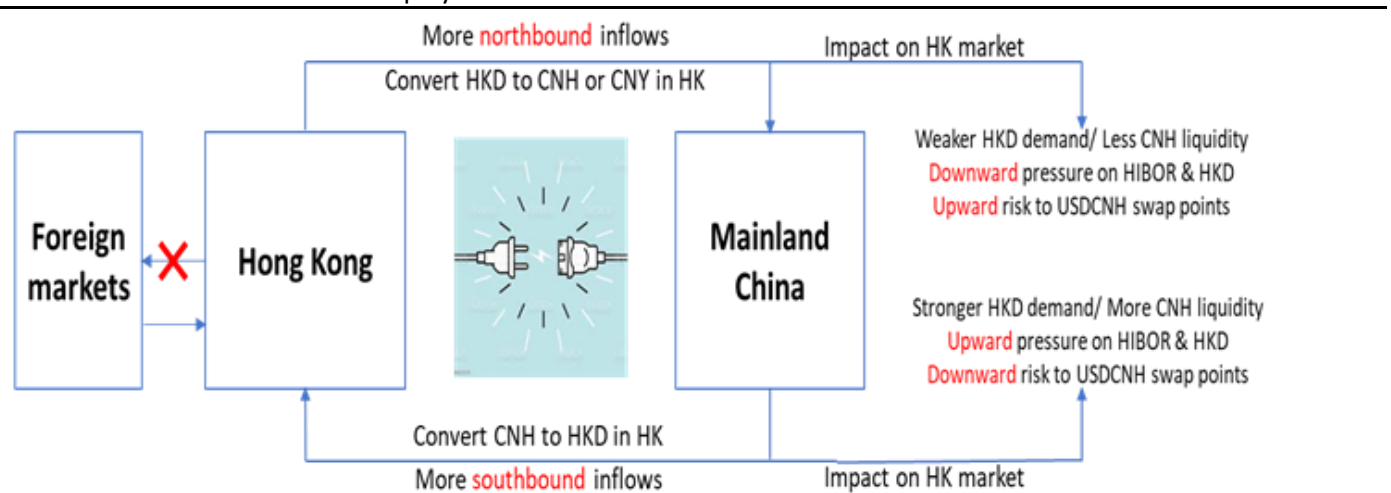 More northbound inflows
Convert HKD to CNH or CNY in HK
Impact on HK market
Foreign
markets
Hong Kong
Mainland
China
Weaker HKD demand/ Less CNH liquidity
Downward pressure on HIBOR & HKD
Upward risk to USDCNH swap points
Stronger HKD demand/ More CNH liquidity
Upward pressure on HIBOR & HKD
Downward risk to USDCNH swap points
Convert CNH to HKD in HK
More southbound inflows
Impact on HK market